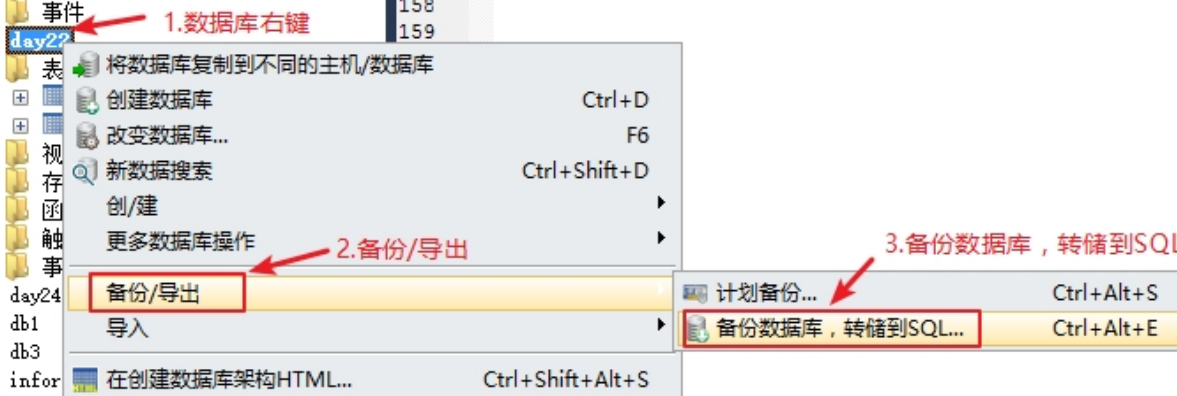 事件
158
1.数据库右键
159
day22
表
将数据库复制到不同的主机/数据库
创建数据库 Ctrl+D
改变数据库... F6
视
新数据搜索 Ctrl+Shift+D
存
创/建
函
更多数据库操作
触
2.备份/导出
3.备份数据库，转储到SQL
事
day24
备份/导出
计划备份... Ctrl+Alt+S
db1
导入
备份数据库，转储到SQL... Ctrl+Alt+E
db3
infor
在创建数据库架构HTML... Ctrl+Shift+Alt+S